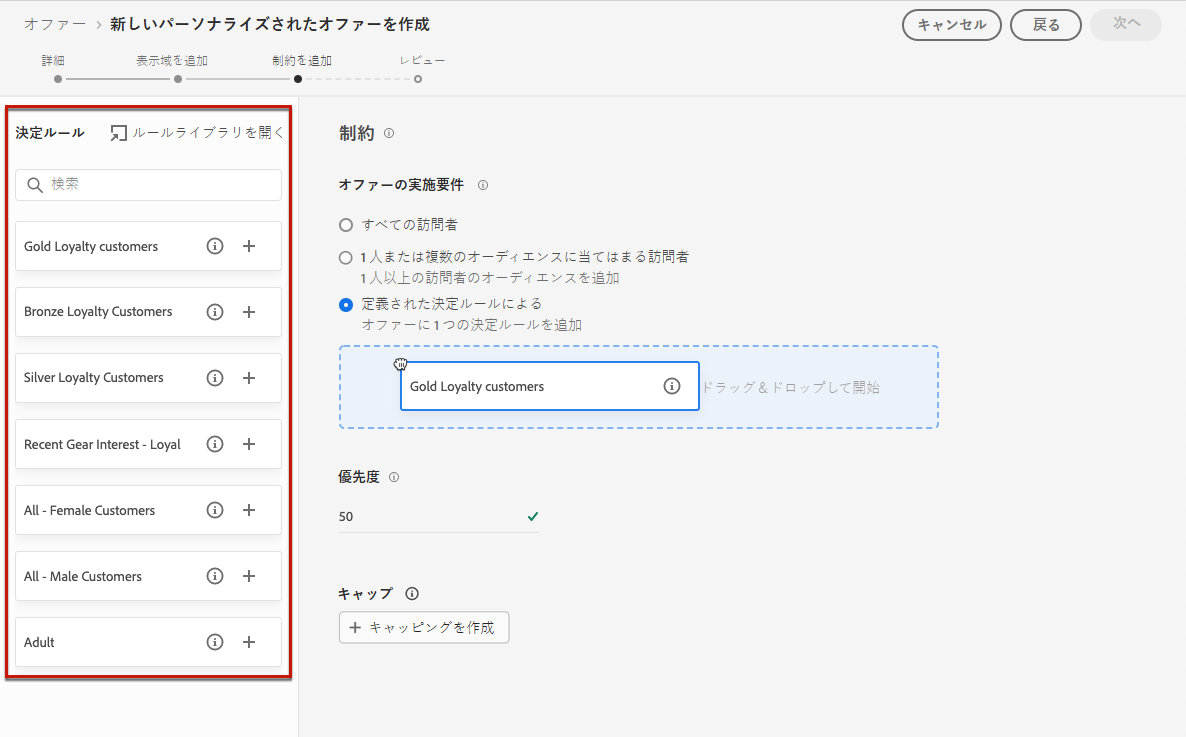 オファー > 新しいパーソナライズされたオファーを作成
キャンセル
戻る
次へ
詳細
表示域を追加
制約を追加
レビュー
決定ルール
ルールライブラリを開く
検索
Gold Loyalty customers
Bronze Loyalty Customers
Silver Loyalty Customers
Recent Gear Interest - Loyal
All - Female Customers
All - Male Customers
Adult
制約
オファーの実施要件
すべての訪問者
1 人または複数のオーディエンスに当てはまる訪問者
1 人以上の訪問者のオーディエンスを追加
定義された決定ルールによる
オファーに 1 つの決定ルールを追加
Gold Loyalty customers
ドラッグ＆ドロップして開始
優先度
50
キャップ
キャッピングを作成